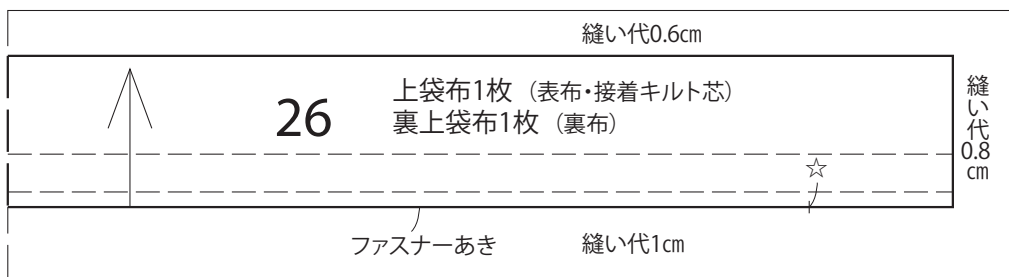 縫い代0.6㎝
26
上袋布1枚（表布・接着キルト芯）
裏上袋布1枚（裏布）
縫い代0.8㎝
☆
ファスナーあき
縫い代1㎝